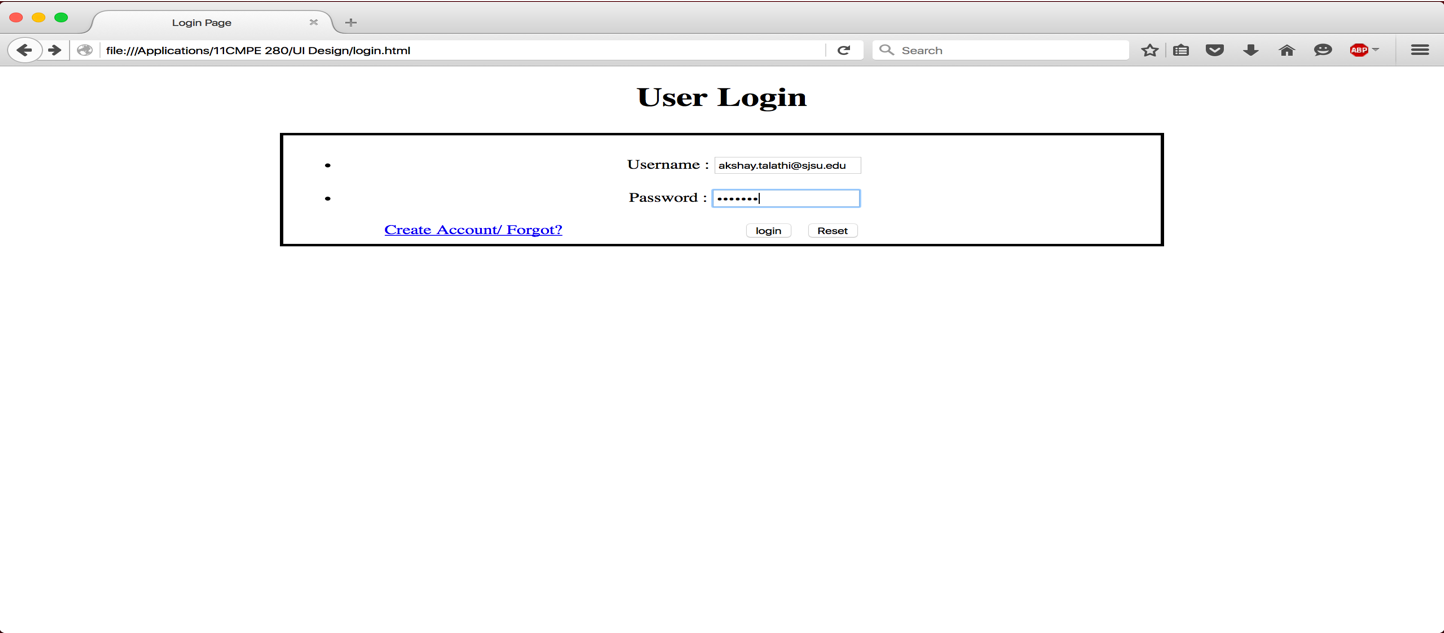 Login Page
file:///Applications/11CMPE 280/UI Design/login.html
Search
ABP
User Login
• Username : akshay.talathi@sjsu.edu
• Password : •••••••
Create Account/ Forgot? login Reset